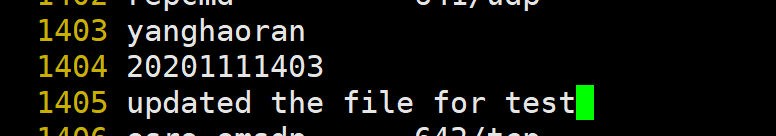 1403 yanghaoran
1404 20201111403
1405 updated the file for test